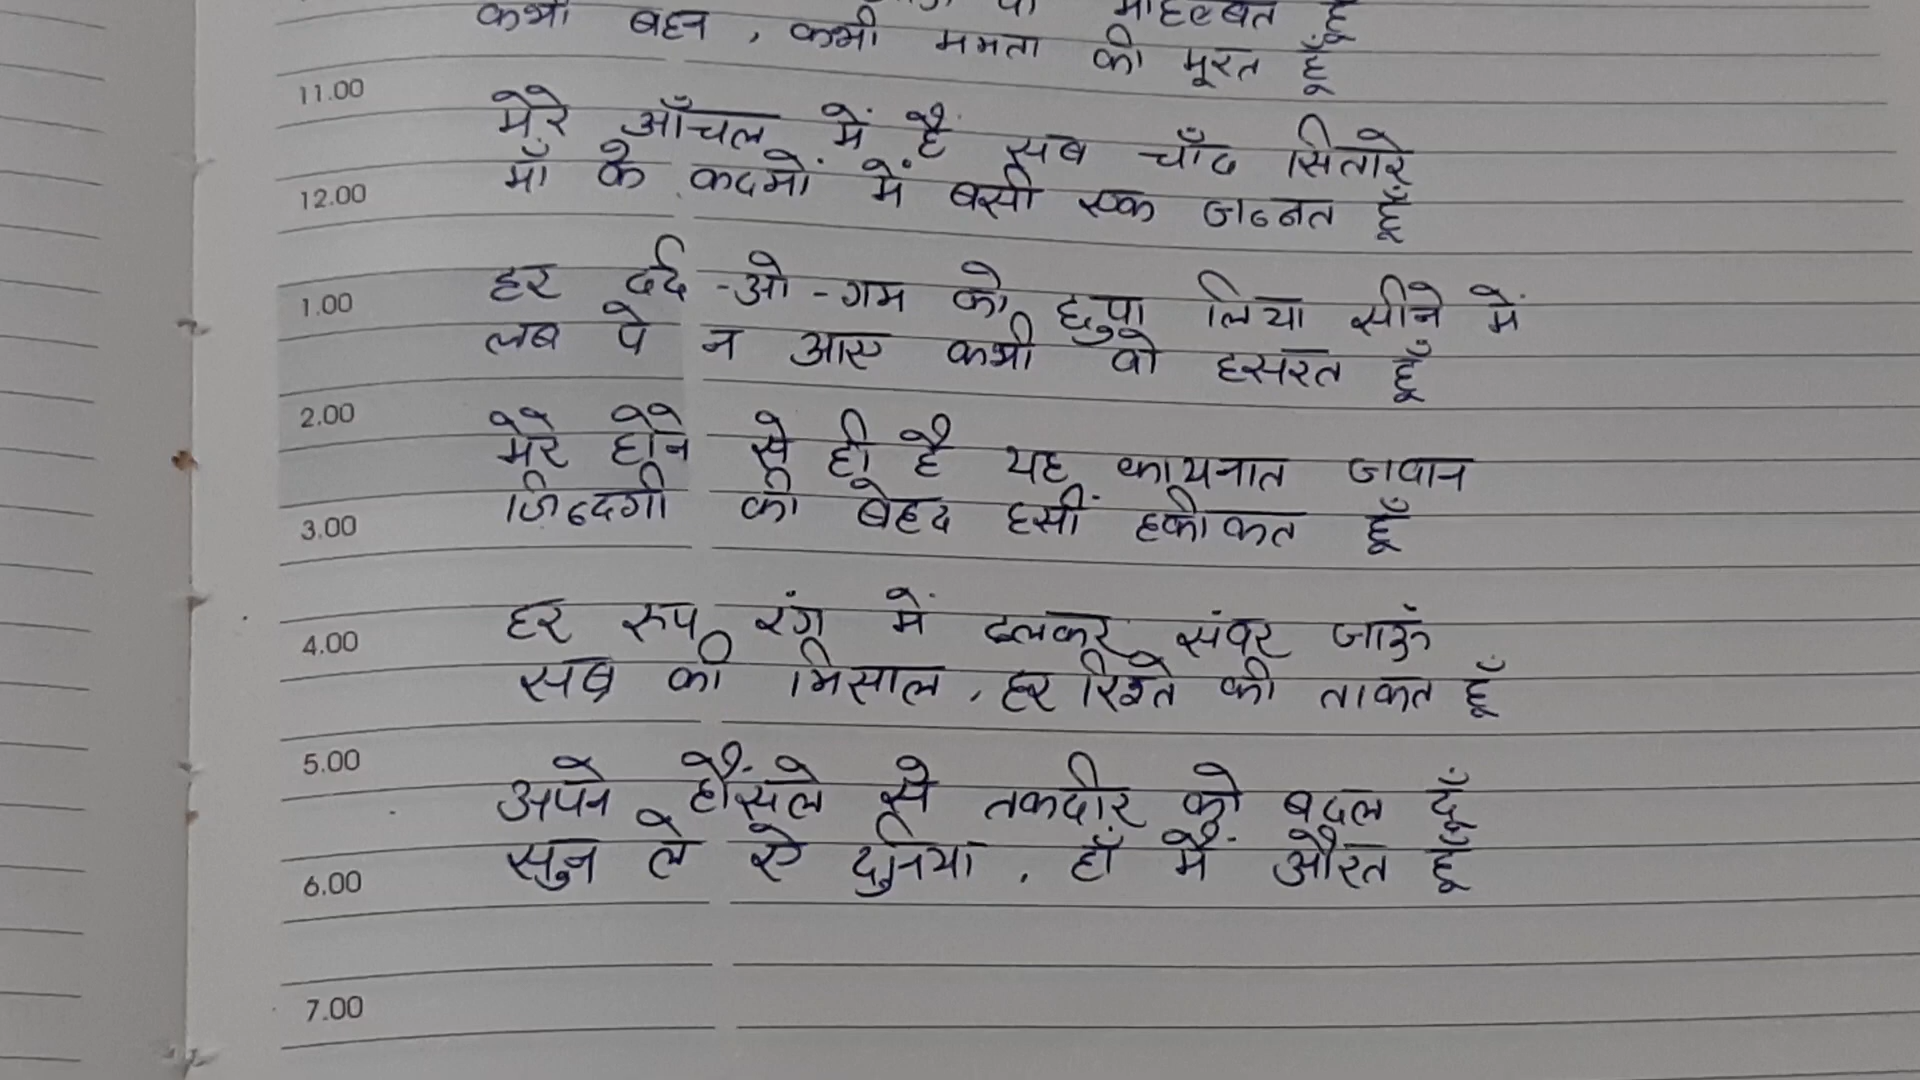 मोहब्बत हूँ
कभी बहन, कभी ममता की मूरत हूँ
11.00
मेरे आँचल में हैं सब चाँद सितारे
माँ के कदमों में बसी एक जन्नत हूँ
12.00
हर दर्द-ओ-गम को छुपा लिया सीने में
1.00
लब पे न आए कभी वो हसरत हूँ
2.00
मेरे होने से ही है यह कायनात जवान
ज़िन्दगी की बेहद हसीं हकीकत हूँ
3.00
हर रूप रंग में ढलकर संवर जाऊँ
4.00
सब्र की मिसाल, हर रिश्ते की ताकत हूँ
5.00
अपने हौंसले से तकदीर को बदल दूँ
सुन ले ऐ दुनिया, हाँ मैं औरत हूँ
6.00
7.00